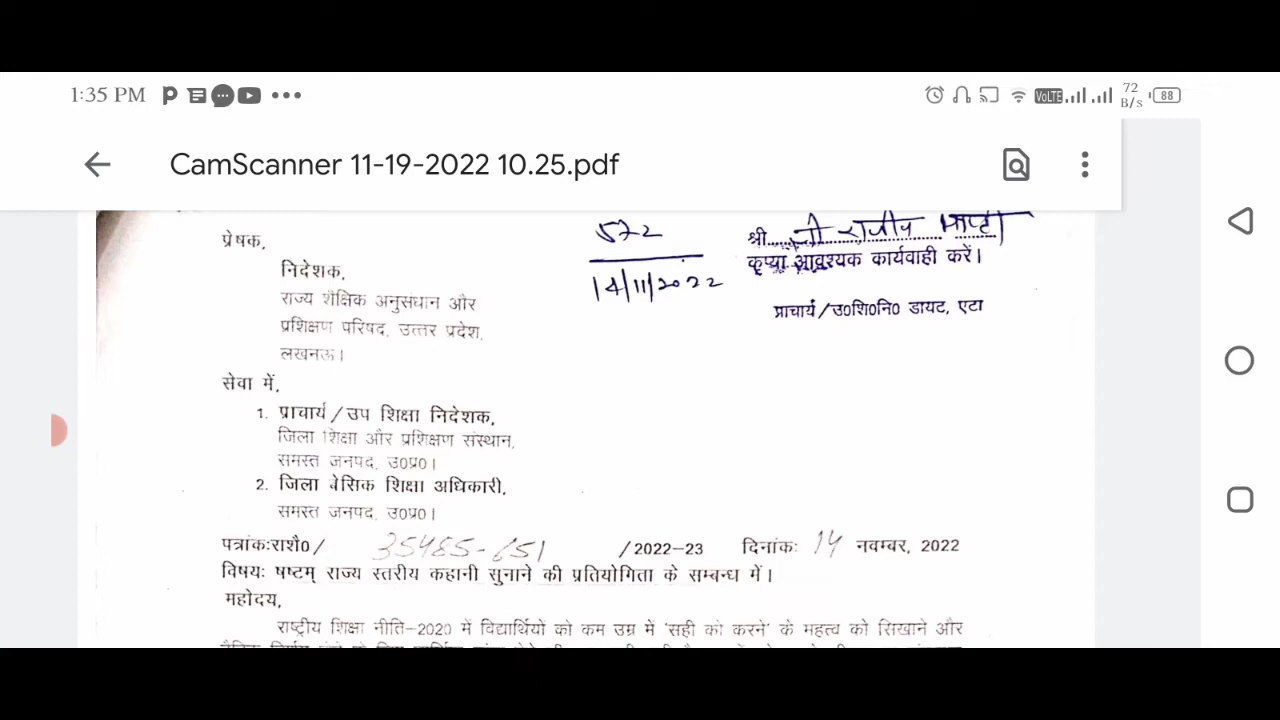 1:35 PM
72 B/s
88
CamScanner 11-19-2022 10.25.pdf
प्रेषक,
572
श्री
14/11/2022
कृप्या आवश्यक कार्यवाही करें।
निदेशक,
राज्य शैक्षिक अनुसंधान और
प्रशिक्षण परिषद, उत्तर प्रदेश,
लखनऊ।
प्राचार्य/उ0शि0नि0 डायट, एटा
सेवा में,
1. प्राचार्य/उप शिक्षा निदेशक,
जिला शिक्षा और प्रशिक्षण संस्थान,
समस्त जनपद, उ0प्र0।
2. जिला बेसिक शिक्षा अधिकारी,
समस्त जनपद, उ0प्र0।
पत्रांकःराशै0/ 35485-651 /2022-23 दिनांकः 14 नवम्बर, 2022
विषयः षष्टम् राज्य स्तरीय कहानी सुनाने की प्रतियोगिता के सम्बन्ध में।
महोदय,
राष्ट्रीय शिक्षा नीति-2020 में विद्यार्थियों को कम उम्र में 'सही को करने' के महत्व को सिखाने और